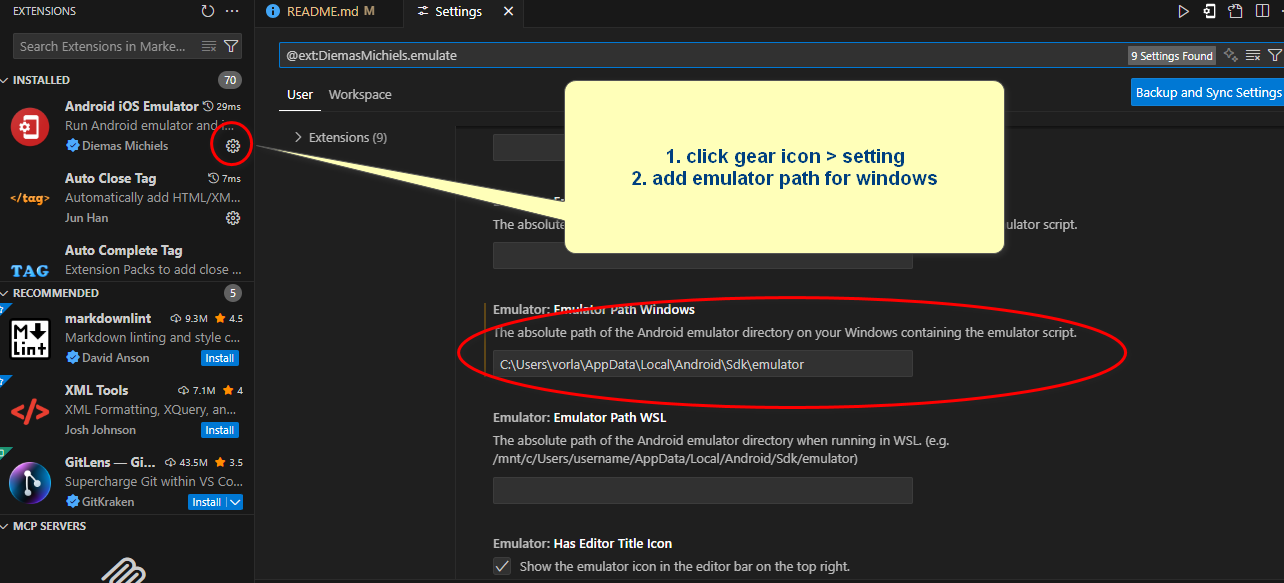 EXTENSIONS
README.md M
Settings
Search Extensions in Marke...
@ext:DiemasMichiels.emulate
9 Settings Found
INSTALLED
70
User
Workspace
Backup and Sync Settings
Android iOS Emulator 29ms
Run Android emulator and i...
Diemas Michiels
Extensions (9)
1. click gear icon > setting
2. add emulator path for windows
Auto Close Tag 7ms
</tag>
Automatically add HTML/XM...
Jun Han
The absolute
ulator script.
Auto Complete Tag
TAG
Extension Packs to add close ...
RECOMMENDED
5
markdownlint 9.3M 4.5
M
Lint
Markdown linting and style c...
David Anson
Install
XML Tools 7.1M 4
XML Formatting, XQuery, an...
Josh Johnson
Install
GitLens — Gi... 43.5M 3.5
Supercharge Git within VS Co...
GitKraken
Install
MCP SERVERS
Emulator: Emulator Path Windows
The absolute path of the Android emulator directory on your Windows containing the emulator script.
C:\Users\vorla\AppData\Local\Android\Sdk\emulator
Emulator: Emulator Path WSL
The absolute path of the Android emulator directory when running in WSL. (e.g.
/mnt/c/Users/username/AppData/Local/Android/Sdk/emulator)
Emulator: Has Editor Title Icon
Show the emulator icon in the editor bar on the top right.